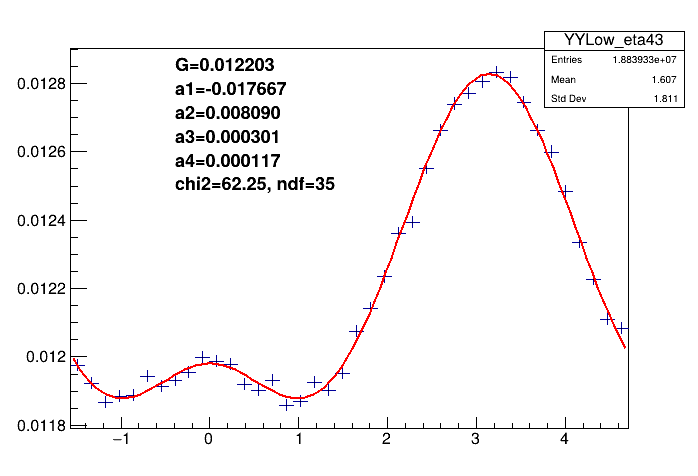 YYLow_eta43
Entries 1.883933e+07
Mean 1.607
Std Dev 1.811
G=0.012203
a1=-0.017667
a2=0.008090
a3=0.000301
a4=0.000117
chi2=62.25, ndf=35
0.0128
0.0126
0.0124
0.0122
0.012
0.0118
−1 0 1 2 3 4